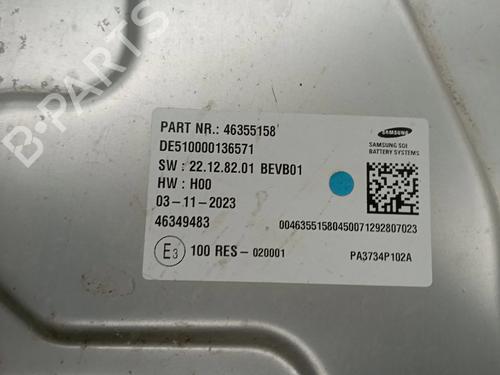 B-PARTS
PART NR.: 46355158
SAMSUNG
SAMSUNG SDI
BATTERY SYSTEMS
DE510000136571
SW : 22.12.82.01 BEVB01
HW : H00
03-11-2023
46349483
00463551580450071292807023
E3 100 RES-020001
PA3734P102A